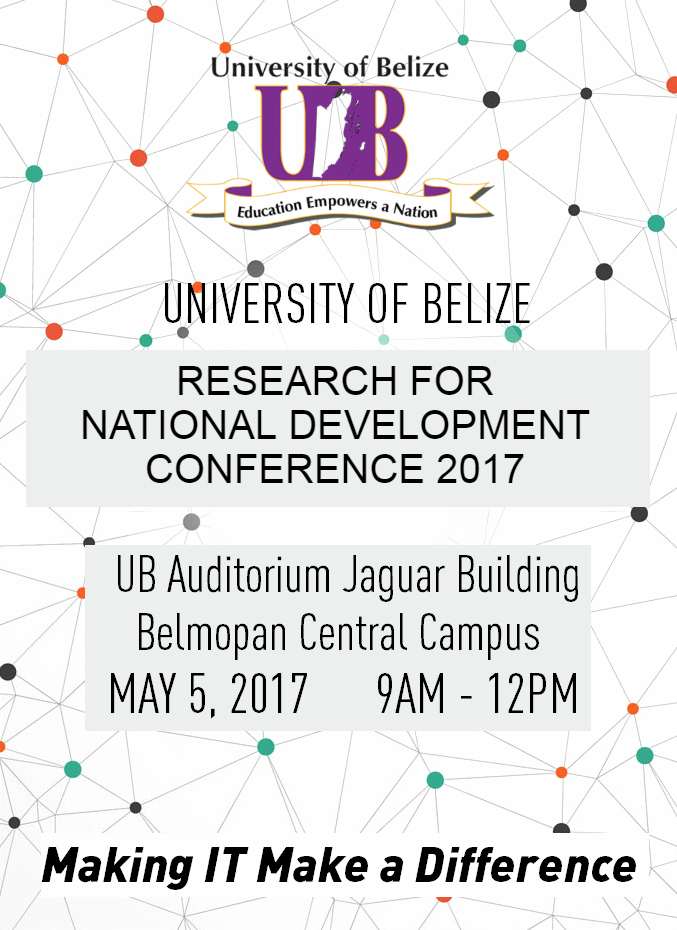 University of Belize
UB
Education Empowers a Nation
UNIVERSITY OF BELIZE
RESEARCH FOR
NATIONAL DEVELOPMENT
CONFERENCE 2017
UB Auditorium Jaguar Building
Belmopan Central Campus
MAY 5, 2017 9AM - 12PM
Making IT Make a Difference